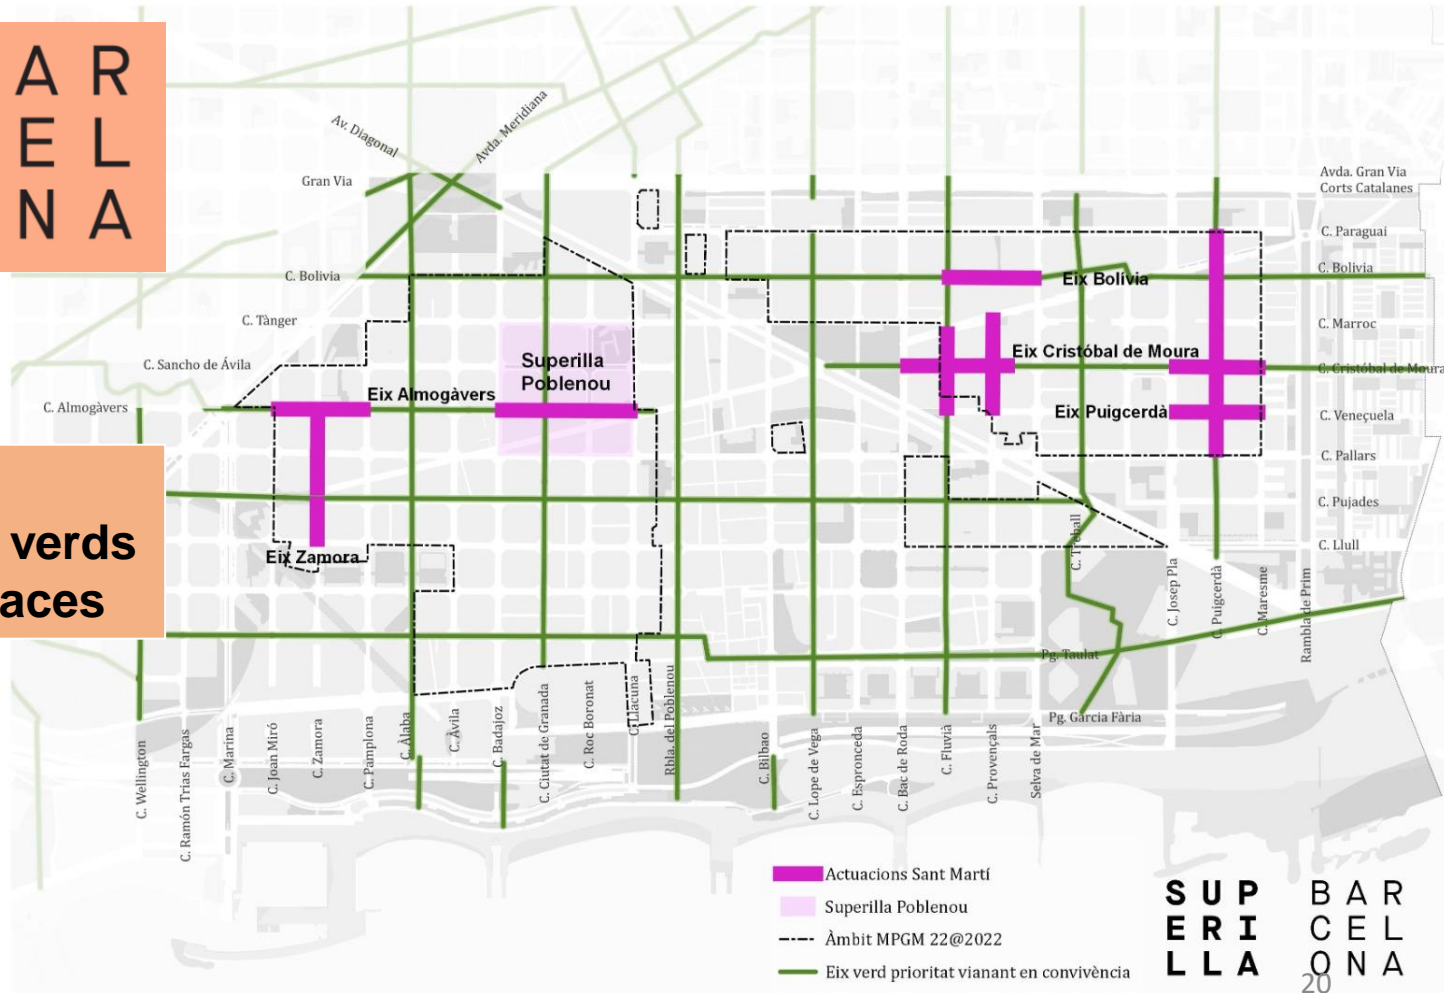 A R
E L
N A
verds
aces
Av. Diagonal
Avda. Meridiana
Gran Via
Avda. Gran Via
Corts Catalanes
C. Paraguai
C. Bolivia
C. Bolivia
Eix Bolívia
C. Tànger
C. Marroc
C. Sancho de Ávila
Superilla
Poblenou
Eix Cristóbal de Moura
C. Cristóbal de Moura
Eix Almogàvers
C. Almogàvers
Eix Puigcerdà
C. Veneçuela
C. Pallars
C. Pujades
C. Llull
Eix Zamora
C. Josep Pla
C. Puigcerdà
C. Maresme
Rambla de Prim
Pg. Taulat
Pg. Garcia Fària
C. Wellington
C. Ramón Trias Fargas
C. Marina
C. Joan Miró
C. Zamora
C. Pamplona
C. Àlaba
C. Àvila
C. Badajoz
C. Ciutat de Granada
C. Roc Boronat
C. Llacuna
Rbla. del Poblenou
C. Bilbao
C. Lope de Vega
C. Espronceda
C. Bac de Roda
C. Fluvià
C. Provençals
Selva de Mar
Actuacions Sant Martí
Superilla Poblenou
Àmbit MPGM 22@2022
Eix verd prioritat vianant en convivència
S U P
E R I
L L A
B A R
C E L
O N A
20